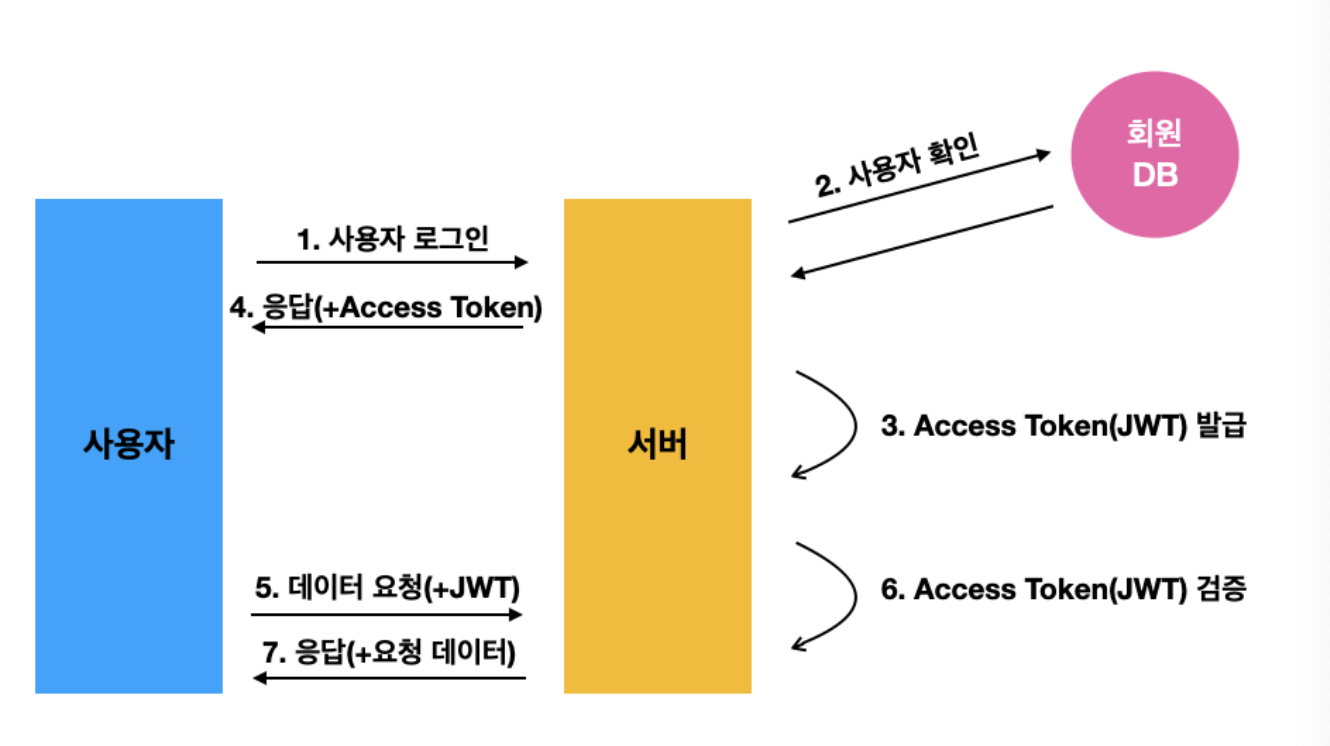 회원
DB
2. 사용자 확인
1. 사용자 로그인
4. 응답(+Access Token)
사용자
서버
3. Access Token(JWT) 발급
5. 데이터 요청(+JWT)
6. Access Token(JWT) 검증
7. 응답(+요청 데이터)